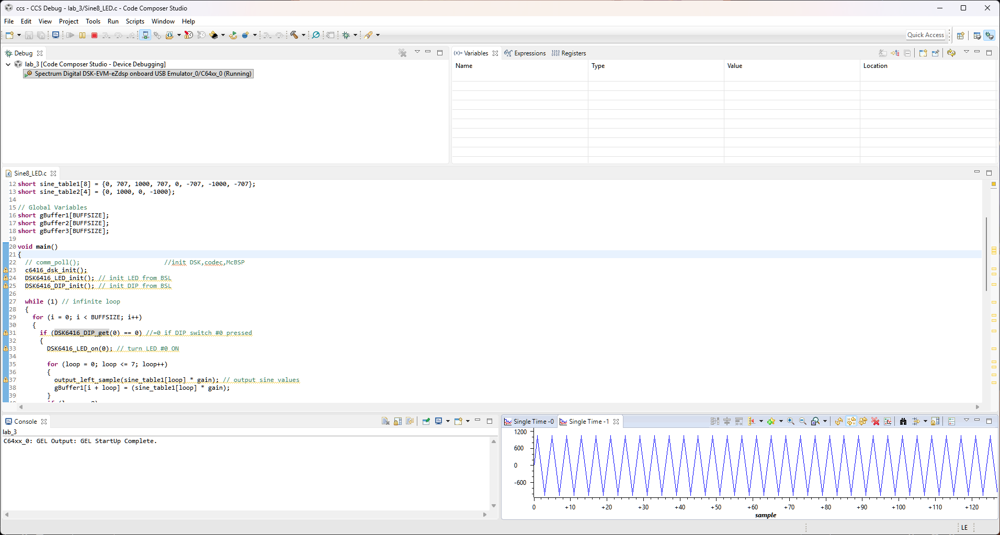 ccs - CCS Debug - lab_3/Sine8_LED.c - Code Composer Studio
File Edit View Project Tools Run Scripts Window Help
Quick Access
Debug
lab_3 [Code Composer Studio - Device Debugging]
Spectrum Digital DSK-EVM-eZdsp onboard USB Emulator_0/C64xx_0 (Running)
(x)= Variables Expressions 1010 0101 Registers
Name Type Value Location
Sine8_LED.c
12 short sine_table1[8] = {0, 707, 1000, 707, 0, -707, -1000, -707};
13 short sine_table2[4] = {0, 1000, 0, -1000};
14
15 // Global Variables
16 short gBuffer1[BUFFSIZE];
17 short gBuffer2[BUFFSIZE];
18 short gBuffer3[BUFFSIZE];
19
20 void main()
21 {
22 // comm_poll(); //init DSK,codec,McBSP
23 c6416_dsk_init();
24 DSK6416_LED_init(); // init LED from BSL
25 DSK6416_DIP_init(); // init DIP from BSL
26
27 while (1) // infinite loop
28 {
29 for (i = 0; i < BUFFSIZE; i++)
30 {
31 if (DSK6416_DIP_get(0) == 0) //=0 if DIP switch #0 pressed
32 {
33 DSK6416_LED_on(0); // turn LED #0 ON
34
35 for (loop = 0; loop <= 7; loop++)
36 {
37 output_left_sample(sine_table1[loop] * gain); // output sine values
38 gBuffer1[i + loop] = (sine_table1[loop] * gain);
39 }
Console
lab_3
C64xx_0: GEL Output: GEL StartUp Complete.
Single Time -0 Single Time -1
1200
600
0
-600
0 +10 +20 +30 +40 +50 +60 +70 +80 +90 +100 +110 +120
sample
LE